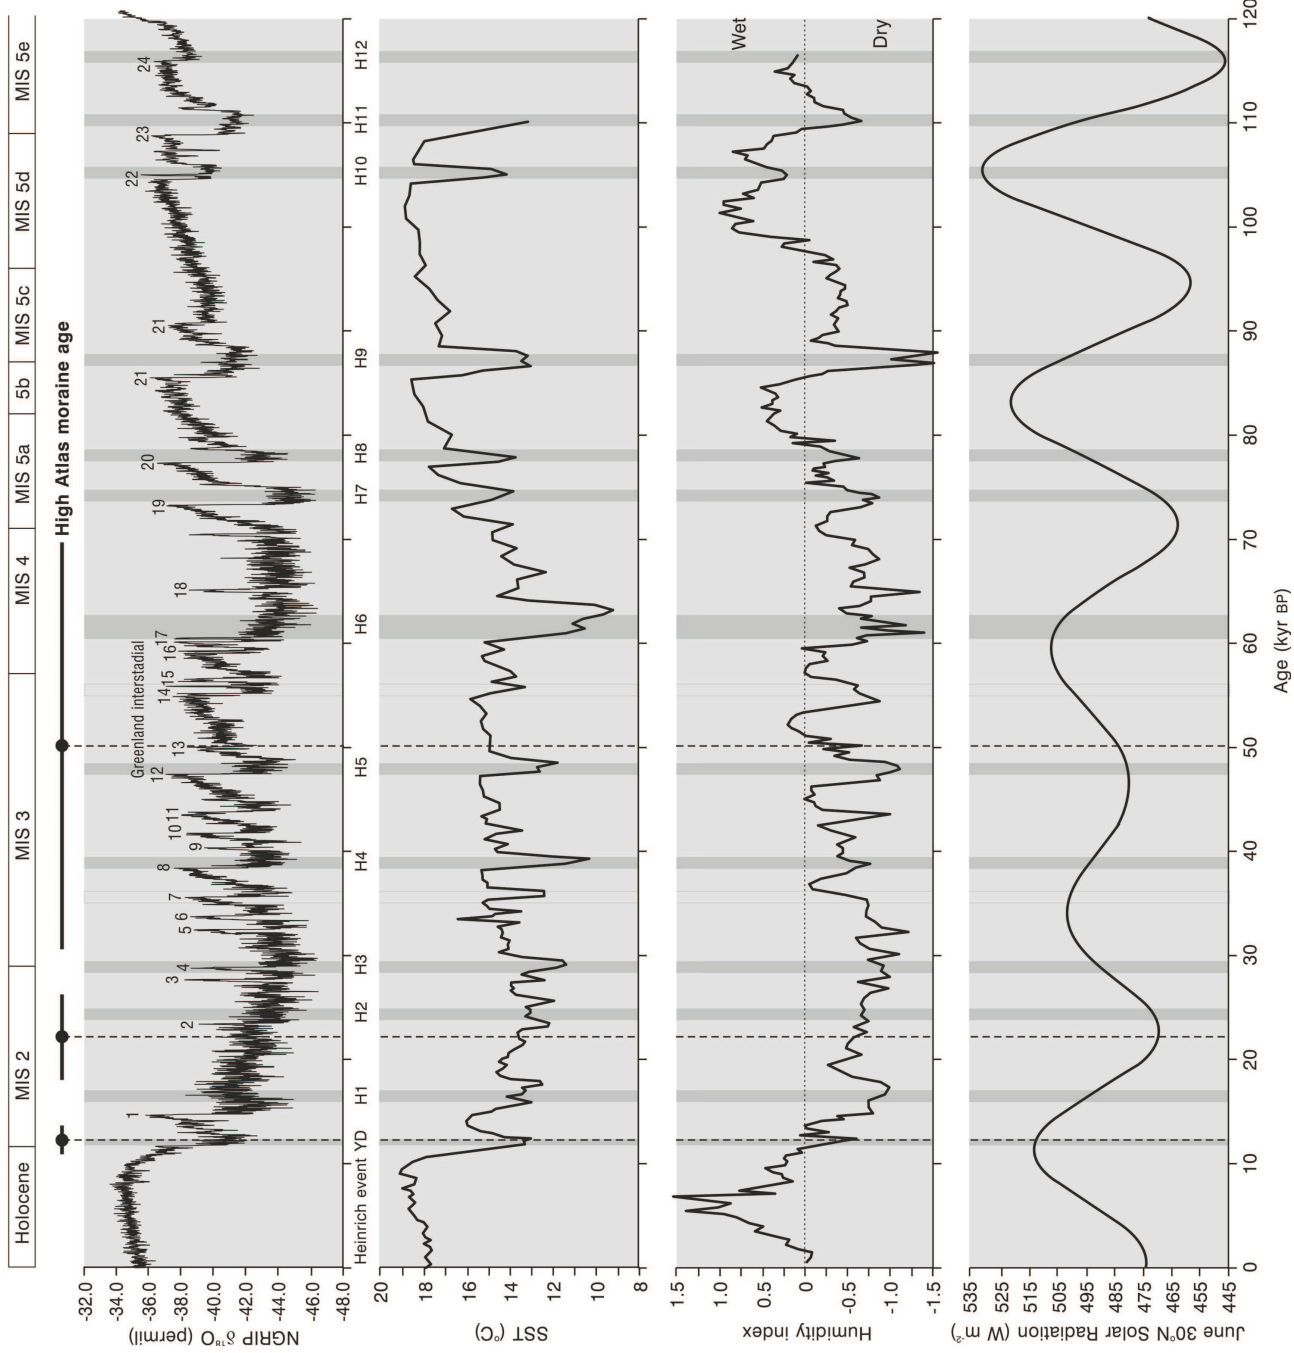 Holocene
MIS 2
MIS 3
MIS 4
MIS 5a
5b
MIS 5c
MIS 5d
MIS 5e
High Atlas moraine age
NGRIP δ¹⁸O (permil)
-32.0
-34.0
-36.0
-38.0
-40.0
-42.0
-44.0
-46.0
-48.0
1
2
3
4
5
6
7
8
9
10
11
12
13
14
15
16
17
18
19
20
21
21
22
23
24
Greenland interstadial
Heinrich event
YD
H1
H2
H3
H4
H5
H6
H7
H8
H9
H10
H11
H12
SST (°C)
20
18
16
14
12
10
8
Humidity index
1.5
1.0
0.5
0
-0.5
-1.0
-1.5
Wet
Dry
June 30°N Solar Radiation (W m⁻²)
535
525
515
505
495
485
475
465
455
445
0
10
20
30
40
50
60
70
80
90
100
110
120
Age (kyr BP)